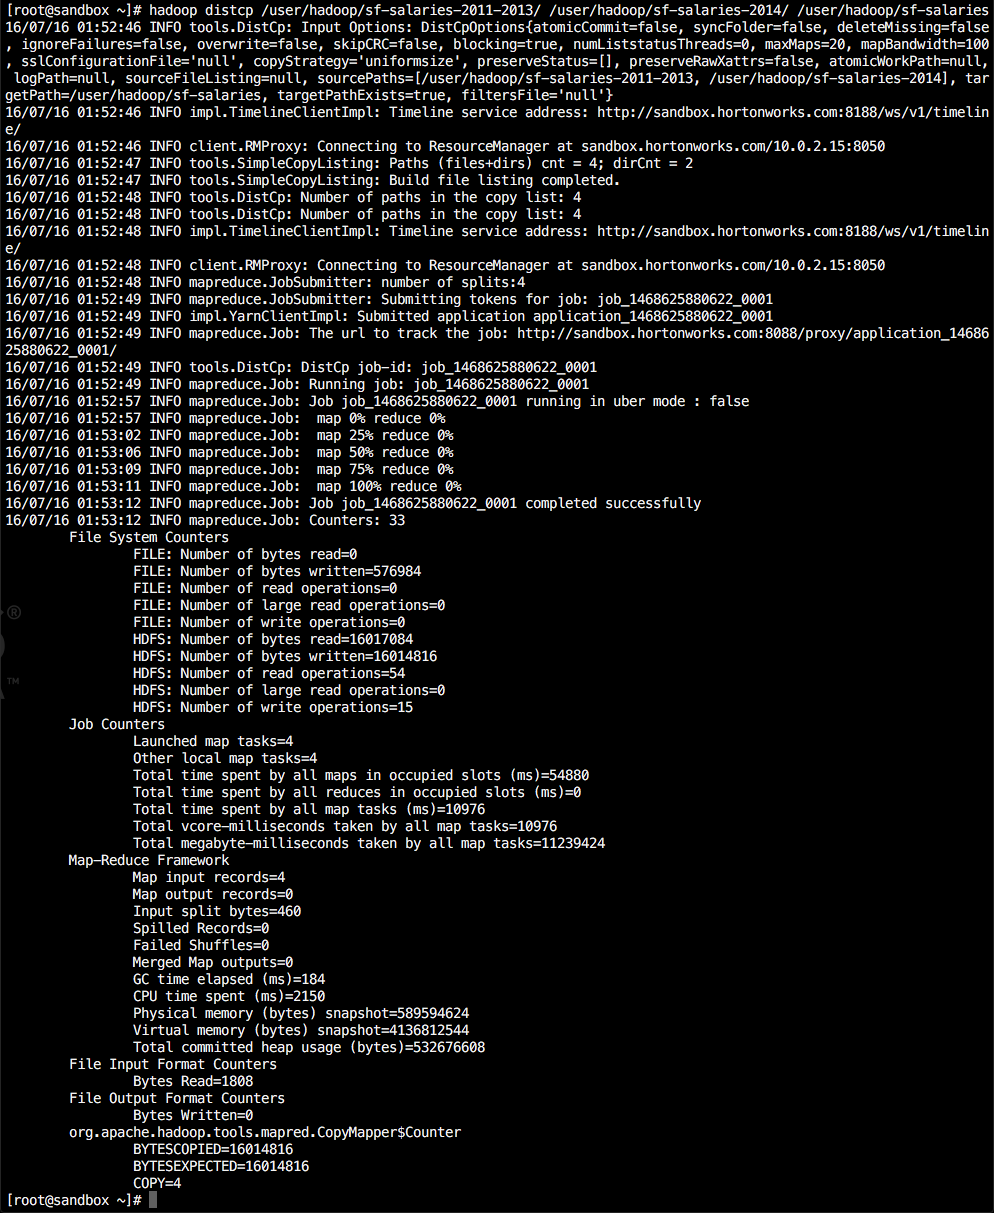 [root@sandbox ~]# hadoop distcp /user/hadoop/sf-salaries-2011-2013/ /user/hadoop/sf-salaries-2014/ /user/hadoop/sf-salaries
16/07/16 01:52:46 INFO tools.DistCp: Input Options: DistCpOptions{atomicCommit=false, syncFolder=false, deleteMissing=false
, ignoreFailures=false, overwrite=false, skipCRC=false, blocking=true, numListstatusThreads=0, maxMaps=20, mapBandwidth=100
, sslConfigurationFile='null', copyStrategy='uniformsize', preserveStatus=[], preserveRawXattrs=false, atomicWorkPath=null,
 logPath=null, sourceFileListing=null, sourcePaths=[/user/hadoop/sf-salaries-2011-2013, /user/hadoop/sf-salaries-2014], tar
getPath=/user/hadoop/sf-salaries, targetPathExists=true, filtersFile='null'}
16/07/16 01:52:46 INFO impl.TimelineClientImpl: Timeline service address: http://sandbox.hortonworks.com:8188/ws/v1/timelin
e/
16/07/16 01:52:46 INFO client.RMProxy: Connecting to ResourceManager at sandbox.hortonworks.com/10.0.2.15:8050
16/07/16 01:52:47 INFO tools.SimpleCopyListing: Paths (files+dirs) cnt = 4; dirCnt = 2
16/07/16 01:52:47 INFO tools.SimpleCopyListing: Build file listing completed.
16/07/16 01:52:48 INFO tools.DistCp: Number of paths in the copy list: 4
16/07/16 01:52:48 INFO tools.DistCp: Number of paths in the copy list: 4
16/07/16 01:52:48 INFO impl.TimelineClientImpl: Timeline service address: http://sandbox.hortonworks.com:8188/ws/v1/timelin
e/
16/07/16 01:52:48 INFO client.RMProxy: Connecting to ResourceManager at sandbox.hortonworks.com/10.0.2.15:8050
16/07/16 01:52:48 INFO mapreduce.JobSubmitter: number of splits:4
16/07/16 01:52:49 INFO mapreduce.JobSubmitter: Submitting tokens for job: job_1468625880622_0001
16/07/16 01:52:49 INFO impl.YarnClientImpl: Submitted application application_1468625880622_0001
16/07/16 01:52:49 INFO mapreduce.Job: The url to track the job: http://sandbox.hortonworks.com:8088/proxy/application_14686
25880622_0001/
16/07/16 01:52:49 INFO tools.DistCp: DistCp job-id: job_1468625880622_0001
16/07/16 01:52:49 INFO mapreduce.Job: Running job: job_1468625880622_0001
16/07/16 01:52:57 INFO mapreduce.Job: Job job_1468625880622_0001 running in uber mode : false
16/07/16 01:52:57 INFO mapreduce.Job:  map 0% reduce 0%
16/07/16 01:53:02 INFO mapreduce.Job:  map 25% reduce 0%
16/07/16 01:53:06 INFO mapreduce.Job:  map 50% reduce 0%
16/07/16 01:53:09 INFO mapreduce.Job:  map 75% reduce 0%
16/07/16 01:53:11 INFO mapreduce.Job:  map 100% reduce 0%
16/07/16 01:53:12 INFO mapreduce.Job: Job job_1468625880622_0001 completed successfully
16/07/16 01:53:12 INFO mapreduce.Job: Counters: 33
File System Counters
FILE: Number of bytes read=0
FILE: Number of bytes written=576984
FILE: Number of read operations=0
FILE: Number of large read operations=0
FILE: Number of write operations=0
HDFS: Number of bytes read=16017084
HDFS: Number of bytes written=16014816
HDFS: Number of read operations=54
HDFS: Number of large read operations=0
HDFS: Number of write operations=15
Job Counters
Launched map tasks=4
Other local map tasks=4
Total time spent by all maps in occupied slots (ms)=54880
Total time spent by all reduces in occupied slots (ms)=0
Total time spent by all map tasks (ms)=10976
Total vcore-milliseconds taken by all map tasks=10976
Total megabyte-milliseconds taken by all map tasks=11239424
Map-Reduce Framework
Map input records=4
Map output records=0
Input split bytes=460
Spilled Records=0
Failed Shuffles=0
Merged Map outputs=0
GC time elapsed (ms)=184
CPU time spent (ms)=2150
Physical memory (bytes) snapshot=589594624
Virtual memory (bytes) snapshot=4136812544
Total committed heap usage (bytes)=532676608
File Input Format Counters
Bytes Read=1808
File Output Format Counters
Bytes Written=0
org.apache.hadoop.tools.mapred.CopyMapper$Counter
BYTESCOPIED=16014816
BYTESEXPECTED=16014816
COPY=4
[root@sandbox ~]#